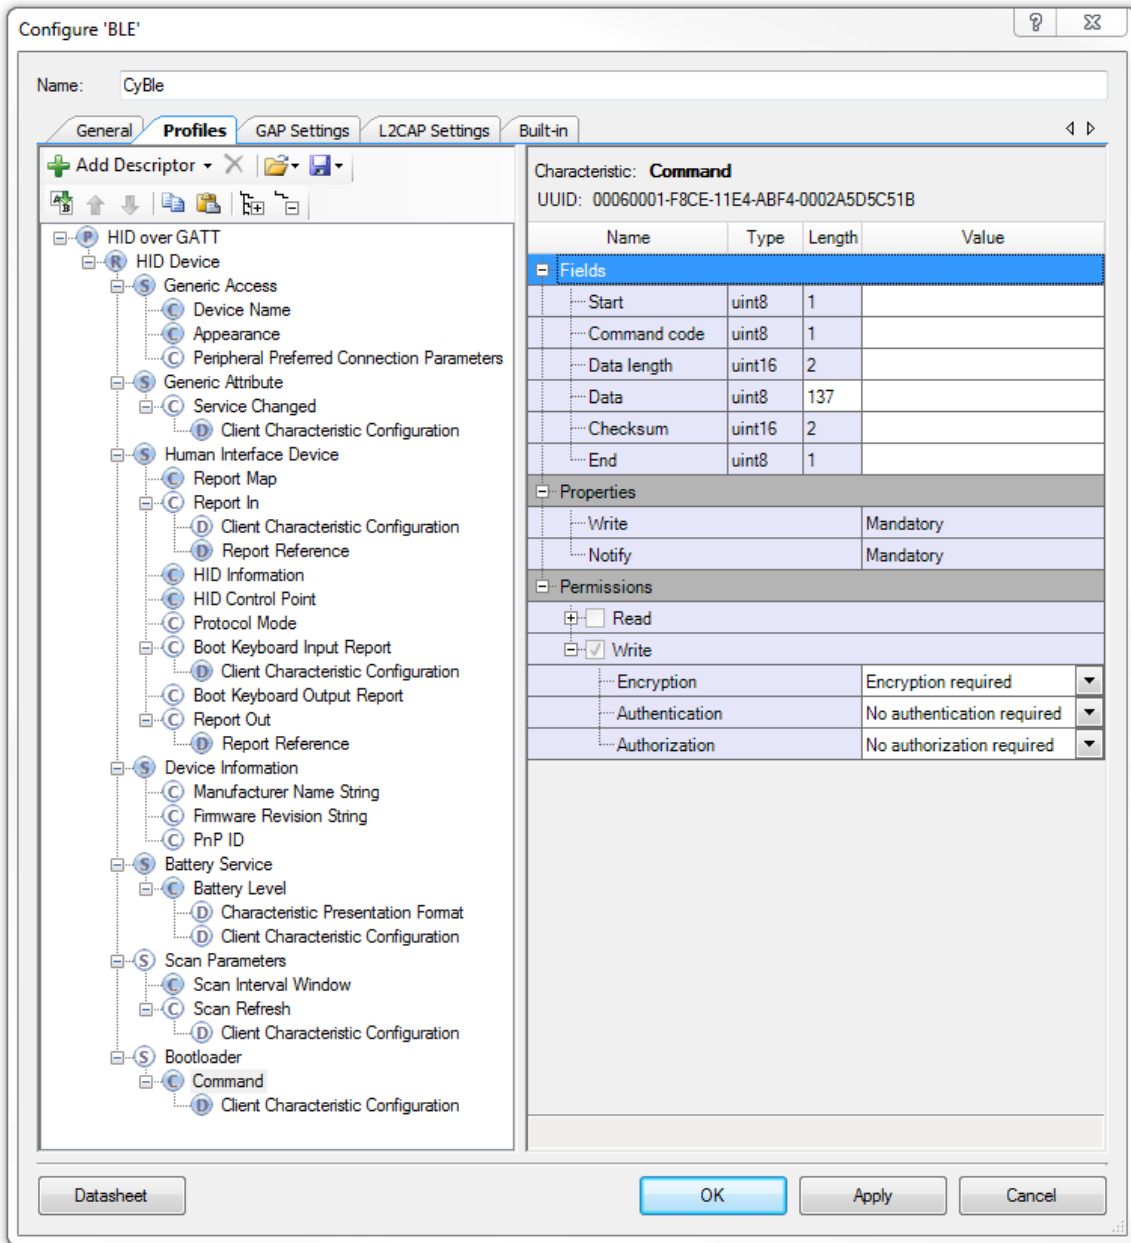 Configure 'BLE'
Name: CyBle
General Profiles GAP Settings L2CAP Settings Built-in
Add Descriptor
P HID over GATT
R HID Device
S Generic Access
C Device Name
C Appearance
C Peripheral Preferred Connection Parameters
S Generic Attribute
C Service Changed
D Client Characteristic Configuration
S Human Interface Device
C Report Map
C Report In
D Client Characteristic Configuration
D Report Reference
C HID Information
C HID Control Point
C Protocol Mode
C Boot Keyboard Input Report
D Client Characteristic Configuration
C Boot Keyboard Output Report
C Report Out
D Report Reference
S Device Information
C Manufacturer Name String
C Firmware Revision String
C PnP ID
S Battery Service
C Battery Level
D Characteristic Presentation Format
D Client Characteristic Configuration
S Scan Parameters
C Scan Interval Window
C Scan Refresh
D Client Characteristic Configuration
S Bootloader
C Command
D Client Characteristic Configuration
Characteristic: Command
UUID: 00060001-F8CE-11E4-ABF4-0002A5D5C51B
Name Type Length Value
Fields
Start uint8 1
Command code uint8 1
Data length uint16 2
Data uint8 137
Checksum uint16 2
End uint8 1
Properties
Write Mandatory
Notify Mandatory
Permissions
Read
Write
Encryption Encryption required
Authentication No authentication required
Authorization No authorization required
Datasheet OK Apply Cancel